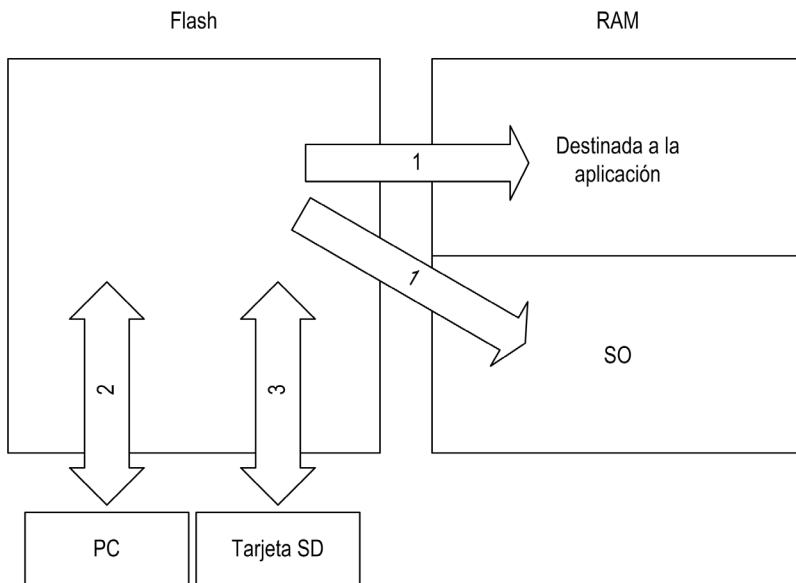 Flash
RAM
1
Destinada a la
aplicación
1
SO
2
3
PC
Tarjeta SD